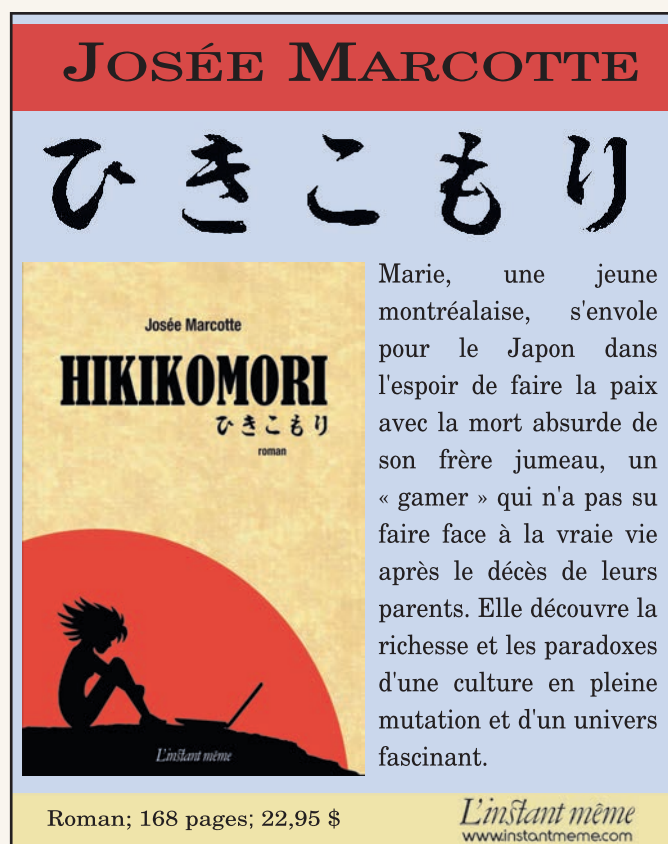 Josée Marcotte
ひきこもり
Josée Marcotte
HIKIKOMORI
ひきこもり
roman
L'instant même
Marie, une jeune
montréalaise, s'envole
pour le Japon dans
l'espoir de faire la paix
avec la mort absurde de
son frère jumeau, un
« gamer » qui n'a pas su
faire face à la vraie vie
après le décès de leurs
parents. Elle découvre la
richesse et les paradoxes
d'une culture en pleine
mutation et d'un univers
fascinant.
Roman; 168 pages; 22,95 $
L'instant même
www.instantmeme.com